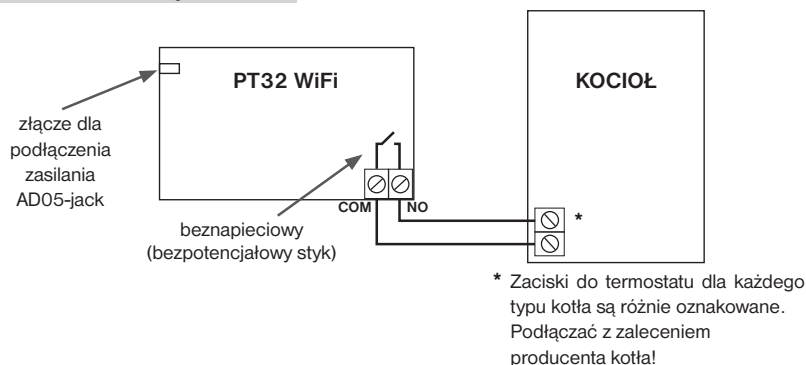 PT32 WiFi
KOCIOŁ
złącze dla
podłączenia
zasilania
AD05-jack
COM
NO
beznapieciowy
(bezpotencjałowy styk)
*
* Zaciski do termostatu dla każdego
typu kotła są różnie oznakowane.
Podłączać z zaleceniem
producenta kotła!